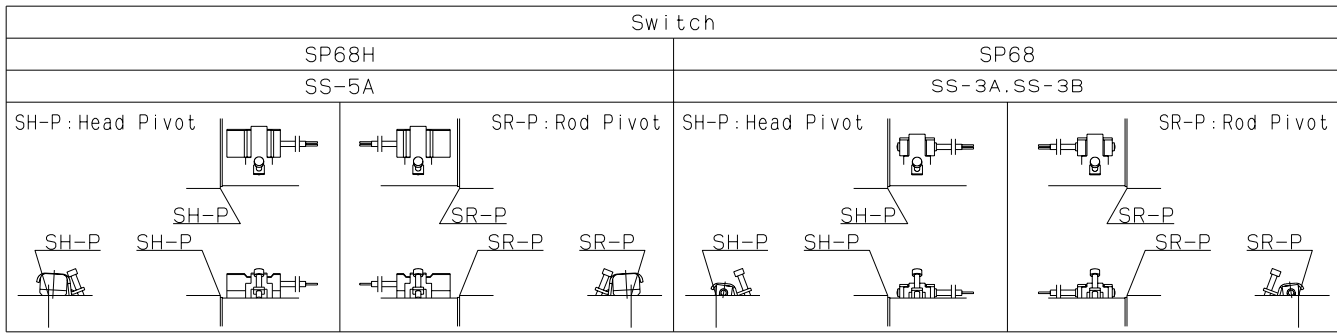 Switch
SP68H SP68
SS-5A SS-3A.SS-3B
SH-P:Head Pivot SR-P:Rod Pivot SH-P:Head Pivot SR-P:Rod Pivot
SH-P SR-P SH-P SR-P
SH-P SH-P SR-P SR-P SH-P SH-P SR-P SR-P